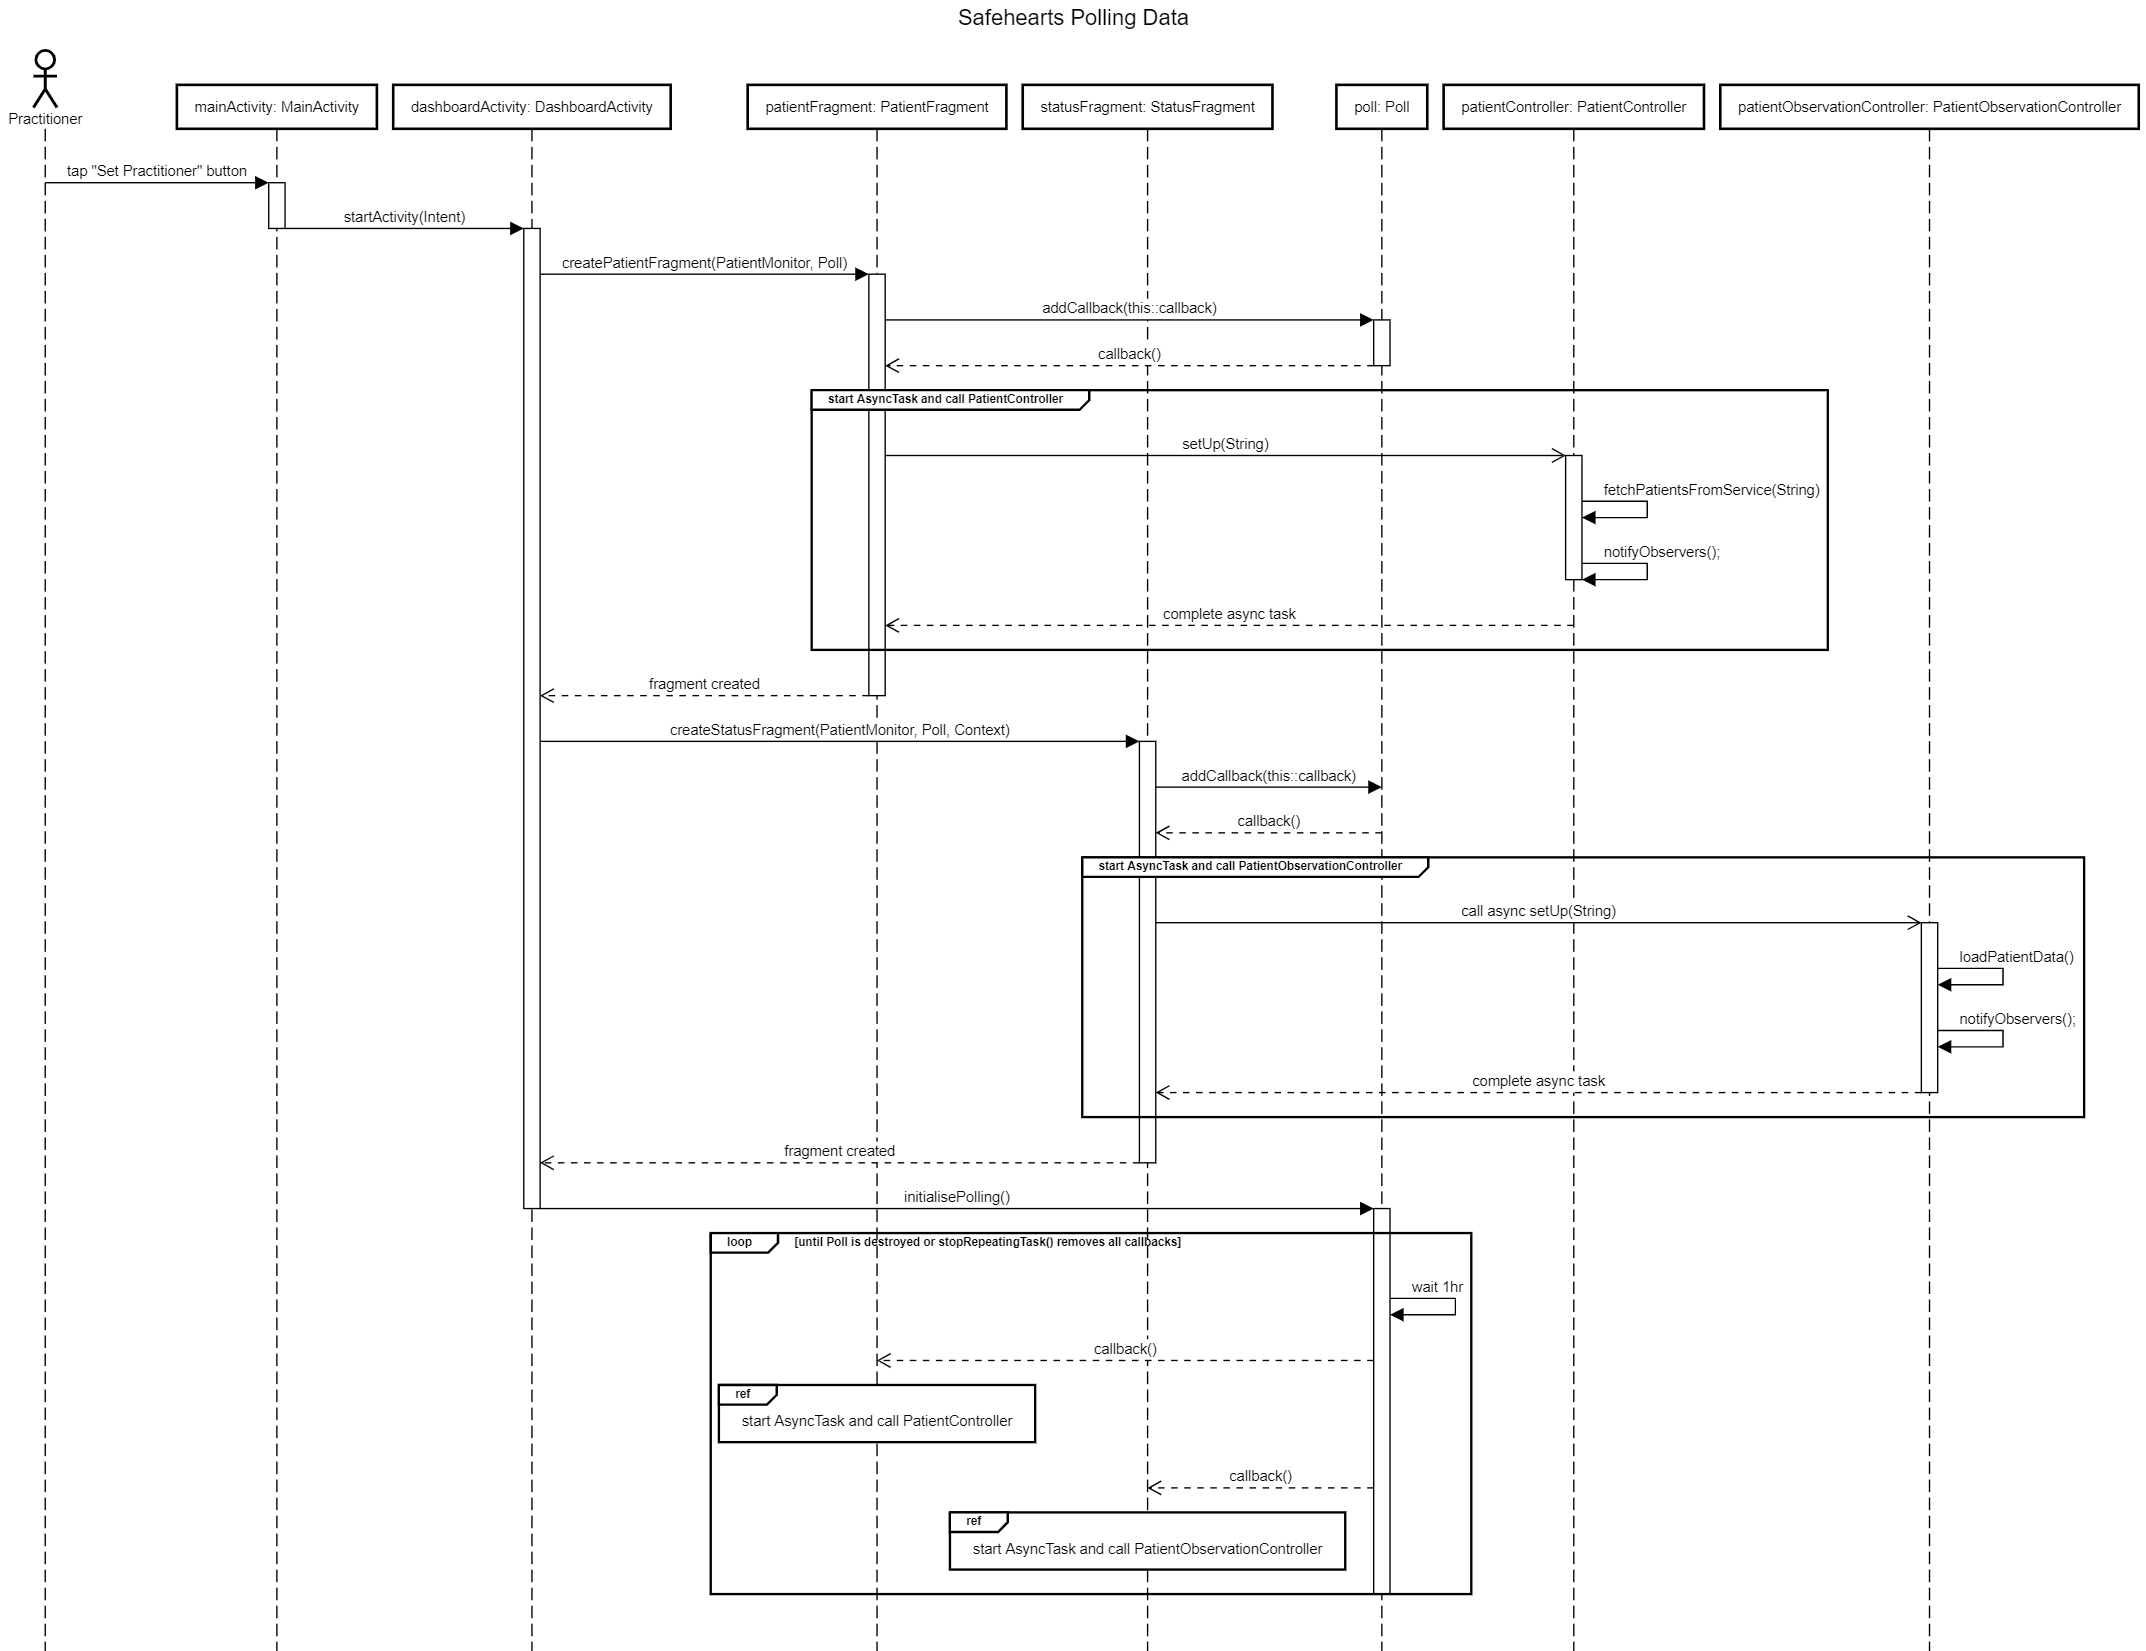 Safehearts Polling Data
Practitioner
mainActivity: MainActivity
dashboardActivity: DashboardActivity
patientFragment: PatientFragment
statusFragment: StatusFragment
poll: Poll
patientController: PatientController
patientObservationController: PatientObservationController
tap "Set Practitioner" button
startActivity(Intent)
createPatientFragment(PatientMonitor, Poll)
addCallback(this::callback)
callback()
start AsyncTask and call PatientController
setUp(String)
fetchPatientsFromService(String)
notifyObservers();
complete async task
fragment created
createStatusFragment(PatientMonitor, Poll, Context)
addCallback(this::callback)
callback()
start AsyncTask and call PatientObservationController
call async setUp(String)
loadPatientData()
notifyObservers();
complete async task
fragment created
initialisePolling()
loop
[until Poll is destroyed or stopRepeatingTask() removes all callbacks]
wait 1hr
callback()
ref
start AsyncTask and call PatientController
callback()
ref
start AsyncTask and call PatientObservationController